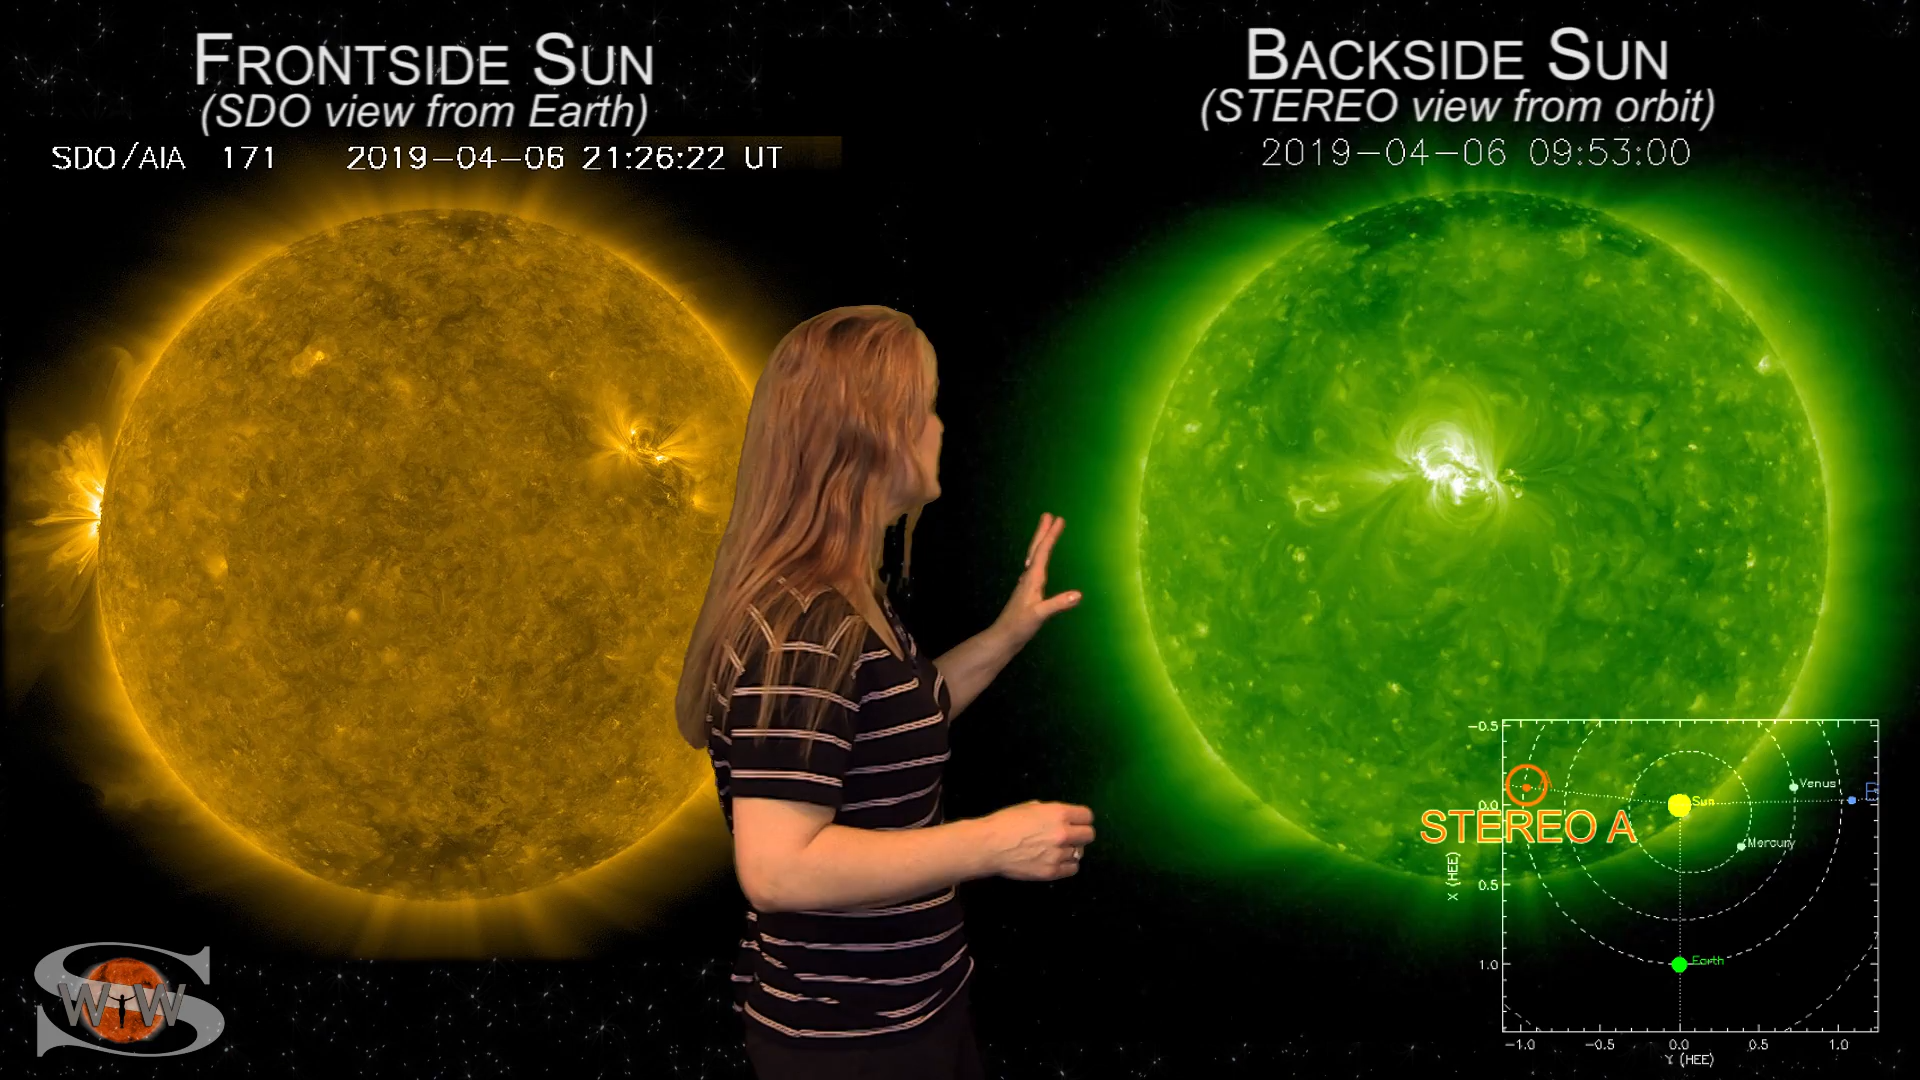 FRONTSIDE SUN
(SDO view from Earth)
SDO/AIA 171 2019-04-06 21:26:22 UT
BACKSIDE SUN
(STEREO view from orbit)
2019-04-06 09:53:00
-0.5
0.0
0.5
1.0
X (HEE)
STEREO A
Sun
Venus
Mercury
Earth
-1.0 -0.5 0.0 0.5 1.0
Y (HEE)
S
WW